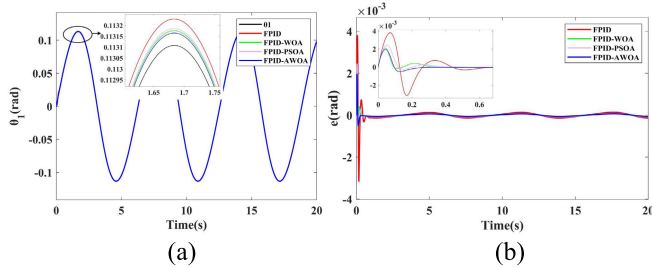 0.1132
0.11315
0.1131
0.11305
0.113
0.11295
1.65
1.7
1.75
θ1
FPID
FPID-WOA
FPID-PSOA
FPID-AWOA
0.1
0.05
0
-0.05
-0.1
θ1(rad)
0
5
10
15
20
Time(s)
(a)
×10-3
FPID
FPID-WOA
FPID-PSOA
FPID-AWOA
×10-3
4
2
0
-2
-4
0
0.2
0.4
0.6
4
2
0
-2
-4
e(rad)
0
5
10
15
20
Time(s)
(b)